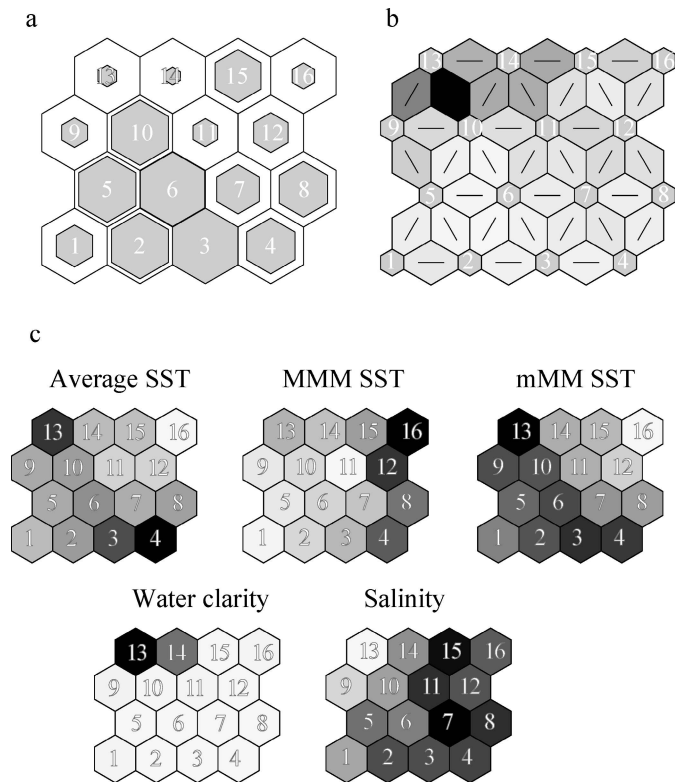 a
b
13 14 15 16
9 10 11 12
5 6 7 8
1 2 3 4
13 14 15 16
9 10 11 12
5 6 7 8
1 2 3 4
c
Average SST MMM SST mMM SST
13 14 15 16 13 14 15 16 13 14 15 16
9 10 11 12 9 10 11 12 9 10 11 12
5 6 7 8 5 6 7 8 5 6 7 8
1 2 3 4 1 2 3 4 1 2 3 4
Water clarity Salinity
13 14 15 16 13 14 15 16
9 10 11 12 9 10 11 12
5 6 7 8 5 6 7 8
1 2 3 4 1 2 3 4